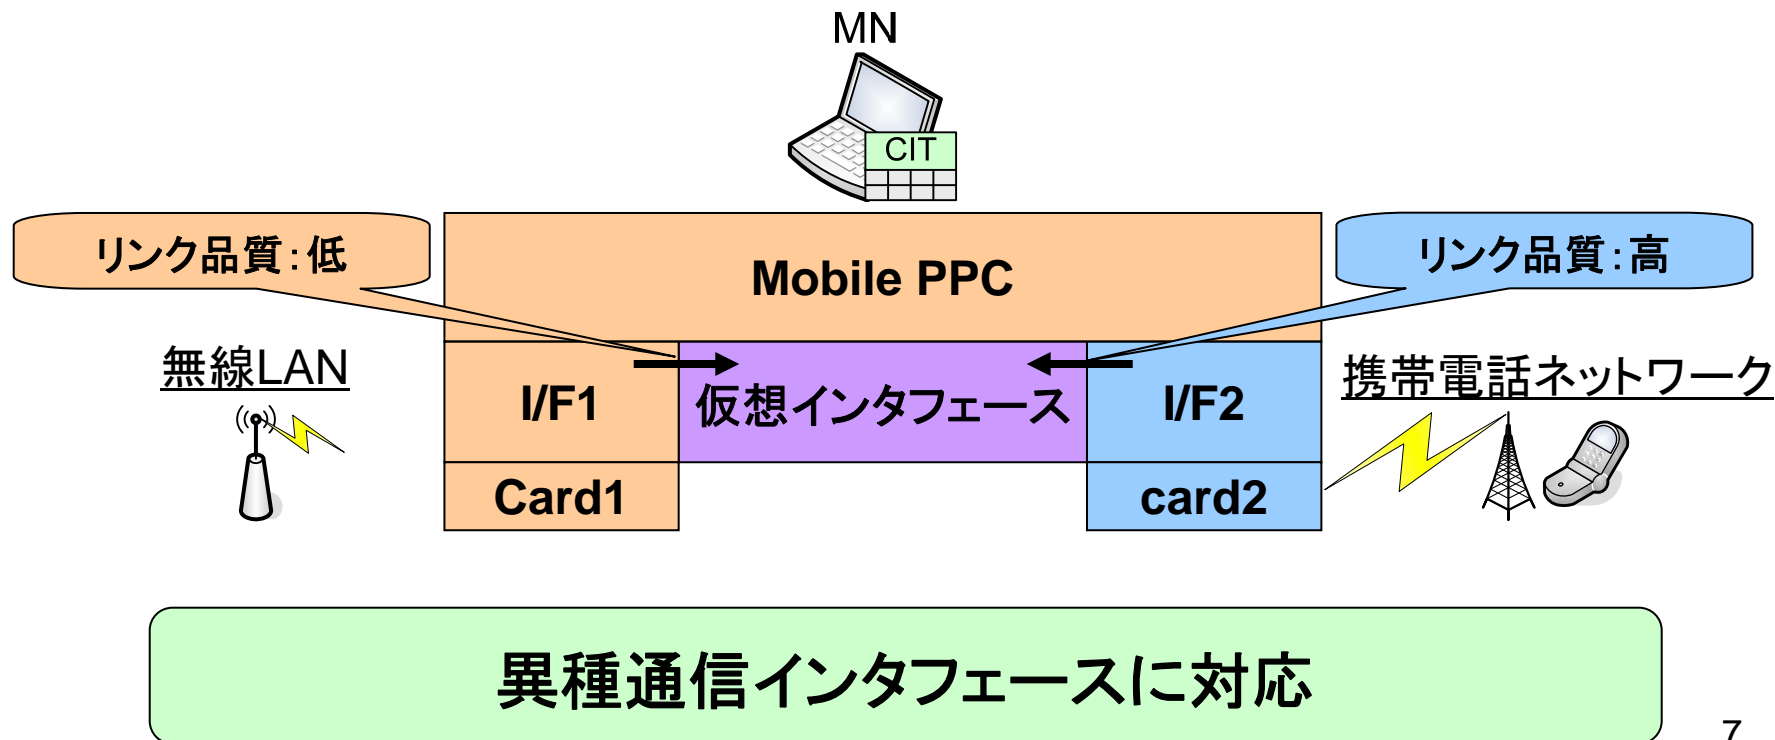 MN
CIT
リンク品質:低
Mobile PPC
リンク品質:高
無線LAN
I/F1
仮想インタフェース
I/F2
携帯電話ネットワーク
Card1
card2
異種通信インタフェースに対応
7